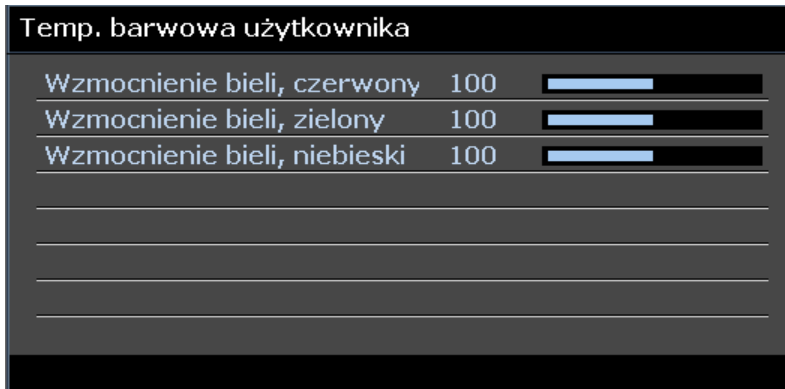 Temp. barwowa użytkownika
Wzmocnienie bieli, czerwony 100
Wzmocnienie bieli, zielony 100
Wzmocnienie bieli, niebieski 100